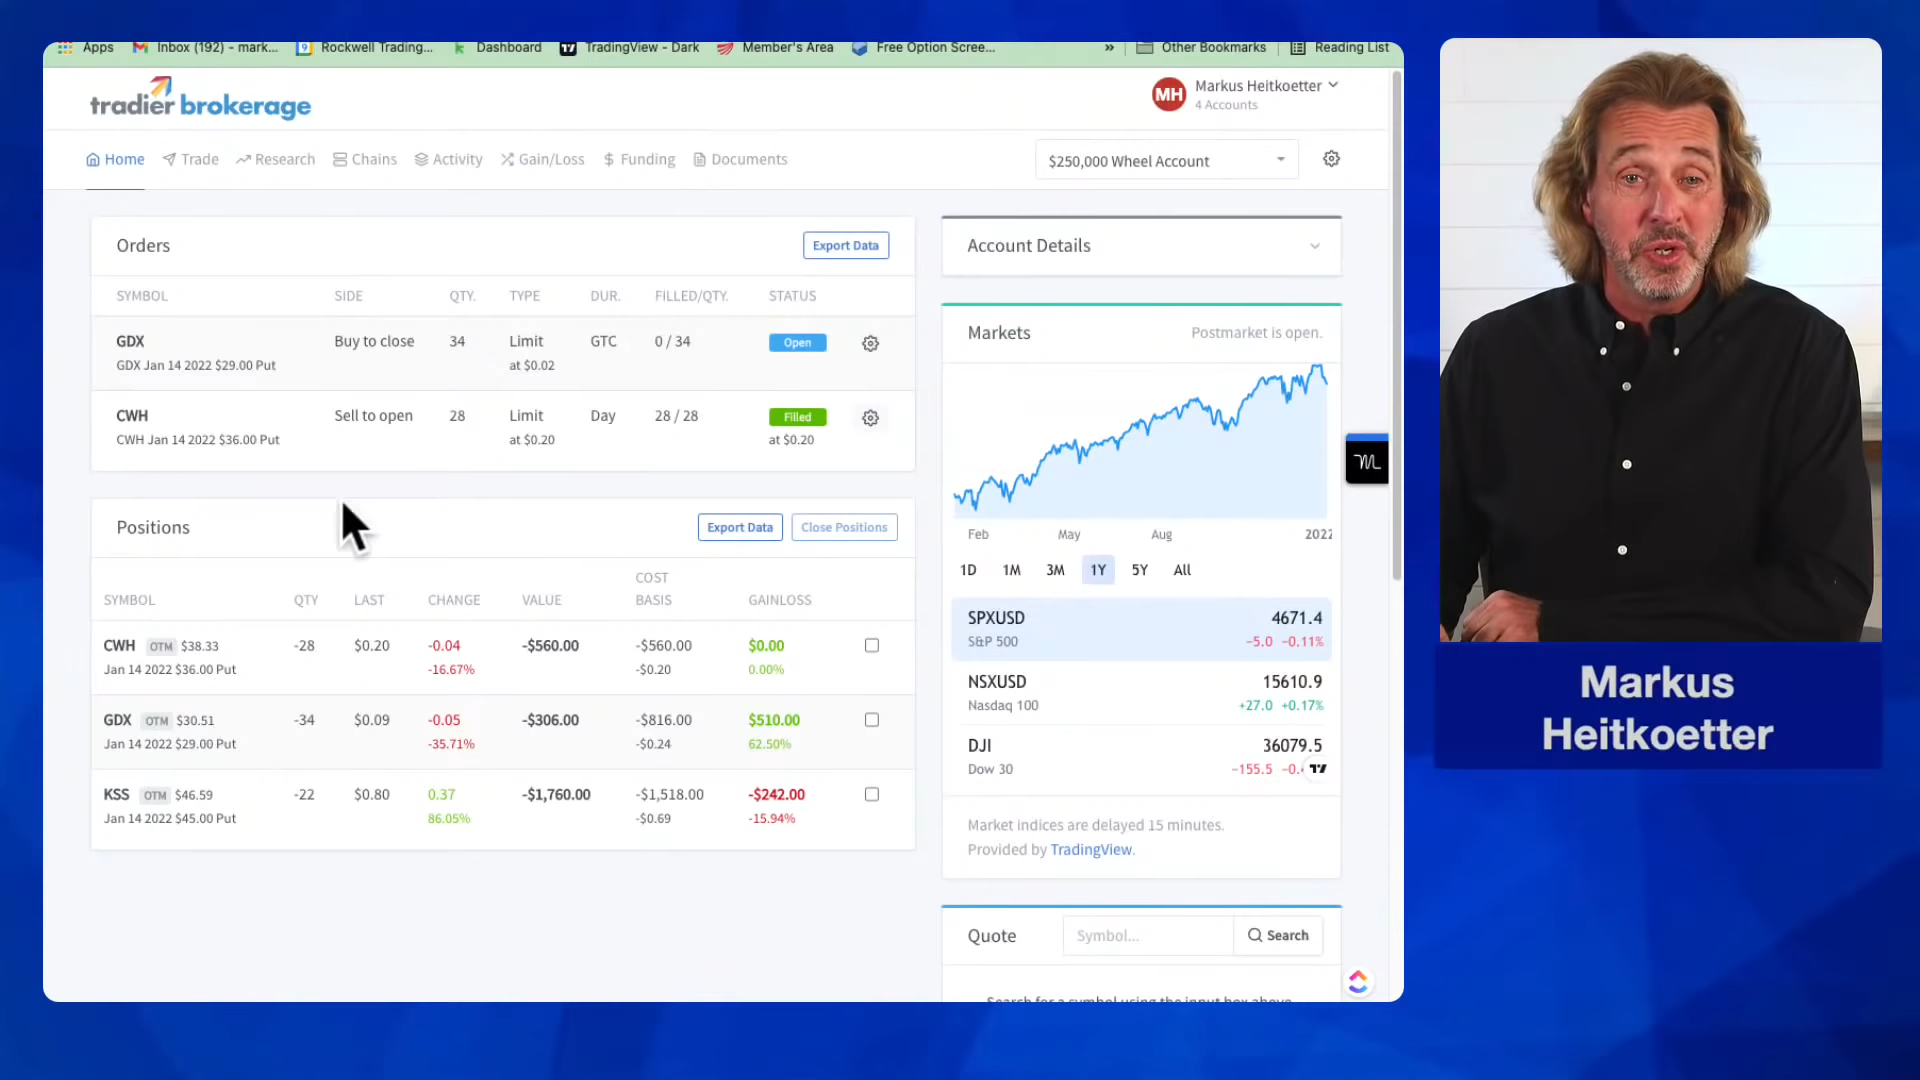 Apps Inbox (192) - mark... Rockwell Trading... Dashboard TradingView - Dark Member's Area Free Option Scree... » Other Bookmarks Reading List
tradier brokerage
MH Markus Heitkoetter
4 Accounts
Home Trade Research Chains Activity Gain/Loss Funding Documents
$250,000 Wheel Account
Orders Export Data
SYMBOL SIDE QTY. TYPE DUR. FILLED/QTY. STATUS
GDX Buy to close 34 Limit GTC 0 / 34 Open
GDX Jan 14 2022 $29.00 Put at $0.02
CWH Sell to open 28 Limit Day 28 / 28 Filled
CWH Jan 14 2022 $36.00 Put at $0.20 at $0.20
Positions Export Data Close Positions
COST
SYMBOL QTY LAST CHANGE VALUE BASIS GAINLOSS
CWH OTM $38.33 -28 $0.20 -0.04 -$560.00 -$560.00 $0.00
Jan 14 2022 $36.00 Put -16.67% -$0.20 0.00%
GDX OTM $30.51 -34 $0.09 -0.05 -$306.00 -$816.00 $510.00
Jan 14 2022 $29.00 Put -35.71% -$0.24 62.50%
KSS OTM $46.59 -22 $0.80 0.37 -$1,760.00 -$1,518.00 -$242.00
Jan 14 2022 $45.00 Put 86.05% -$0.69 -15.94%
Account Details
Markets Postmarket is open.
Feb May Aug 2022
1D 1M 3M 1Y 5Y All
SPXUSD 4671.4
S&P 500 −5.0 −0.11%
NSXUSD 15610.9
Nasdaq 100 +27.0 +0.17%
DJI 36079.5
Dow 30 −155.5
Market indices are delayed 15 minutes.
Provided by TradingView.
Quote Symbol... Search
Search for a symbol using the input box above
Markus
Heitkoetter